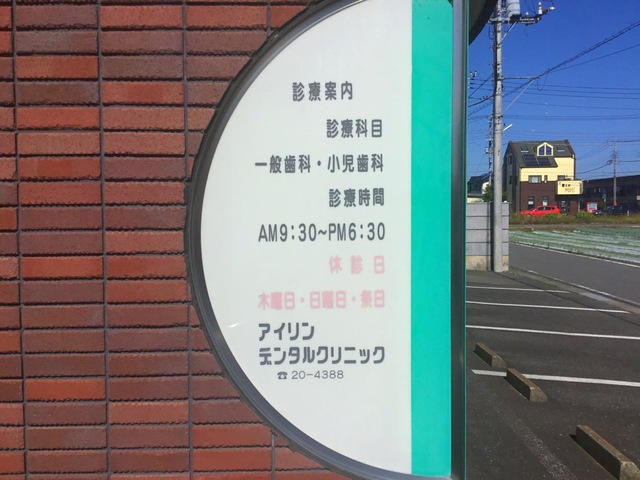 診療案内
診療科目
一般歯科・小児歯科
診療時間
AM9:30~PM6:30
休診日
木曜日・日曜日・祭日
アイリン
デンタルクリニック
☎ 20-4388